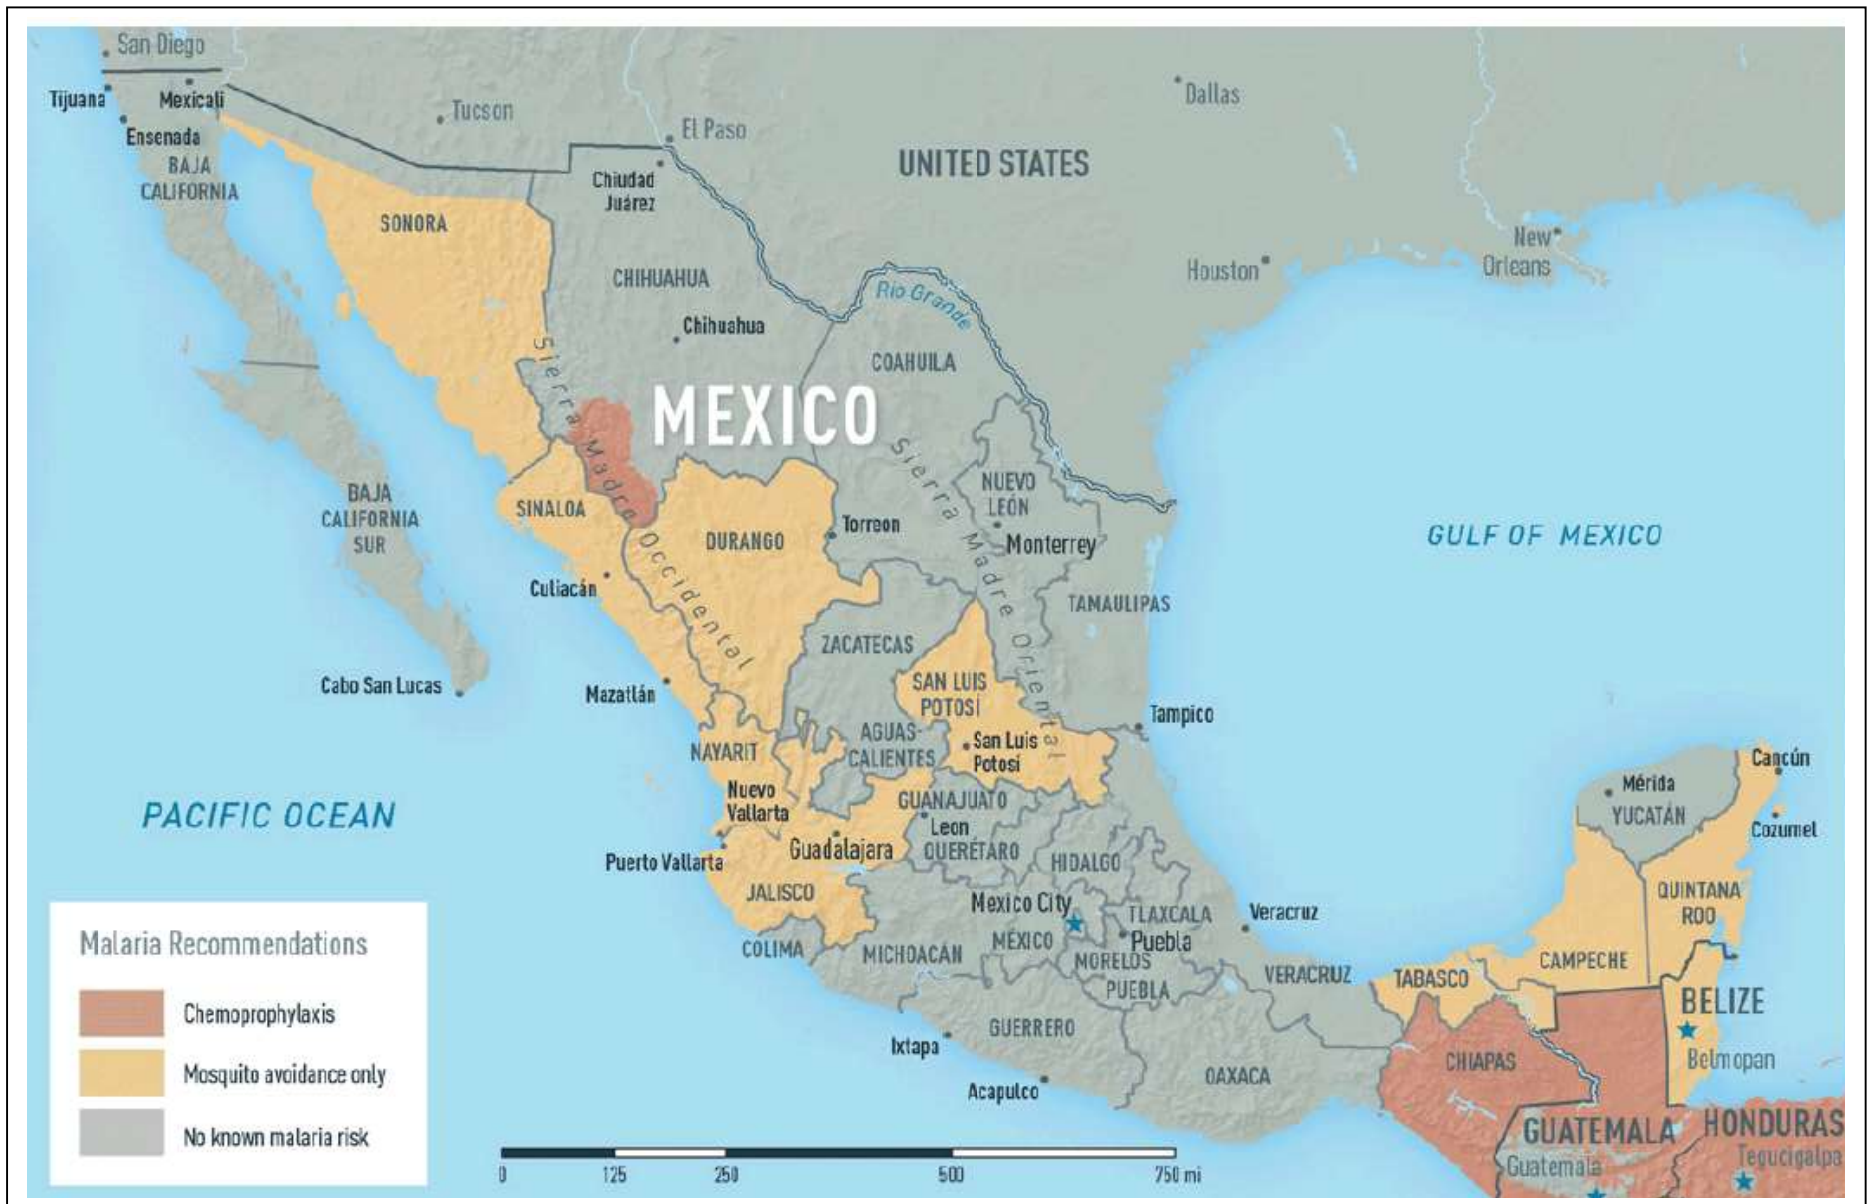 San Diego
Tijuana
Mexicali
Ensenada
BAJA
CALIFORNIA
Tucson
El Paso
Dallas
UNITED STATES
Chiudad
Juárez
SONORA
New
Orleans
Houston
CHIHUAHUA
Chihuahua
Rio Grande
COAHUILA
MEXICO
Sierra Madre Occidental
Sierra Madre Oriental
NUEVO
LEÓN
Monterrey
BAJA
CALIFORNIA
SUR
SINALOA
DURANGO
Torreon
GULF OF MEXICO
Culiacán
TAMAULIPAS
ZACATECAS
Cabo San Lucas
Mazatlán
SAN LUIS
POTOSÍ
Tampico
NAYARIT
AGUAS-
CALIENTES
San Luis
Potosí
Cancún
Mérida
YUCATÁN
Cozumel
PACIFIC OCEAN
Nuevo
Vallarta
GUANAJUATO
Leon
Guadalajara
QUERÉTARO
HIDALGO
Puerto Vallarta
JALISCO
QUINTANA
ROO
Mexico City
TLAXCALA
Veracruz
Puebla
COLIMA
MICHOACÁN
MÉXICO
MORELOS
PUEBLA
VERACRUZ
TABASCO
CAMPECHE
BELIZE
Belmopan
GUERRERO
Ixtapa
Acapulco
OAXACA
CHIAPAS
GUATEMALA
Guatemala
HONDURAS
Tegucigalpa
Malaria Recommendations
Chemoprophylaxis
Mosquito avoidance only
No known malaria risk
0 125 250 500 750 mi